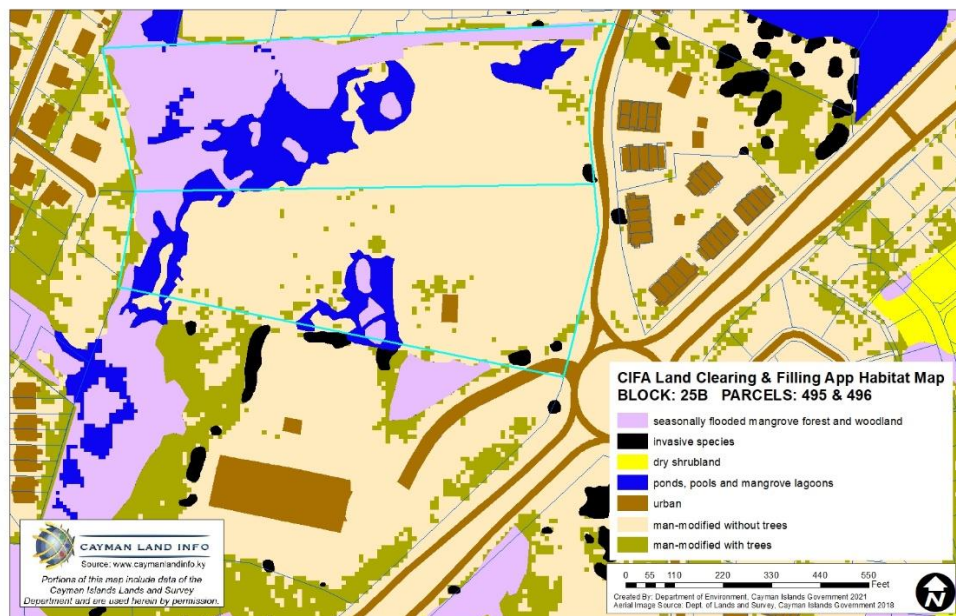 CIFA Land Clearing & Filling App Habitat Map
BLOCK: 25B PARCELS: 495 & 496
seasonally flooded mangrove forest and woodland
invasive species
dry shrubland
ponds, pools and mangrove lagoons
urban
man-modified without trees
man-modified with trees
CAYMAN LAND INFO
Source: www.caymanlandinfo.ky
Portions of this map include data of the
Cayman Islands Lands and Survey
Department and are used herein by permission.
0 55 110 220 330 440 550
Feet
Created By: Department of Environment, Cayman Islands Government 2021
Aerial Image Source: Dept. of Lands and Survey, Cayman Islands Government 2018
N